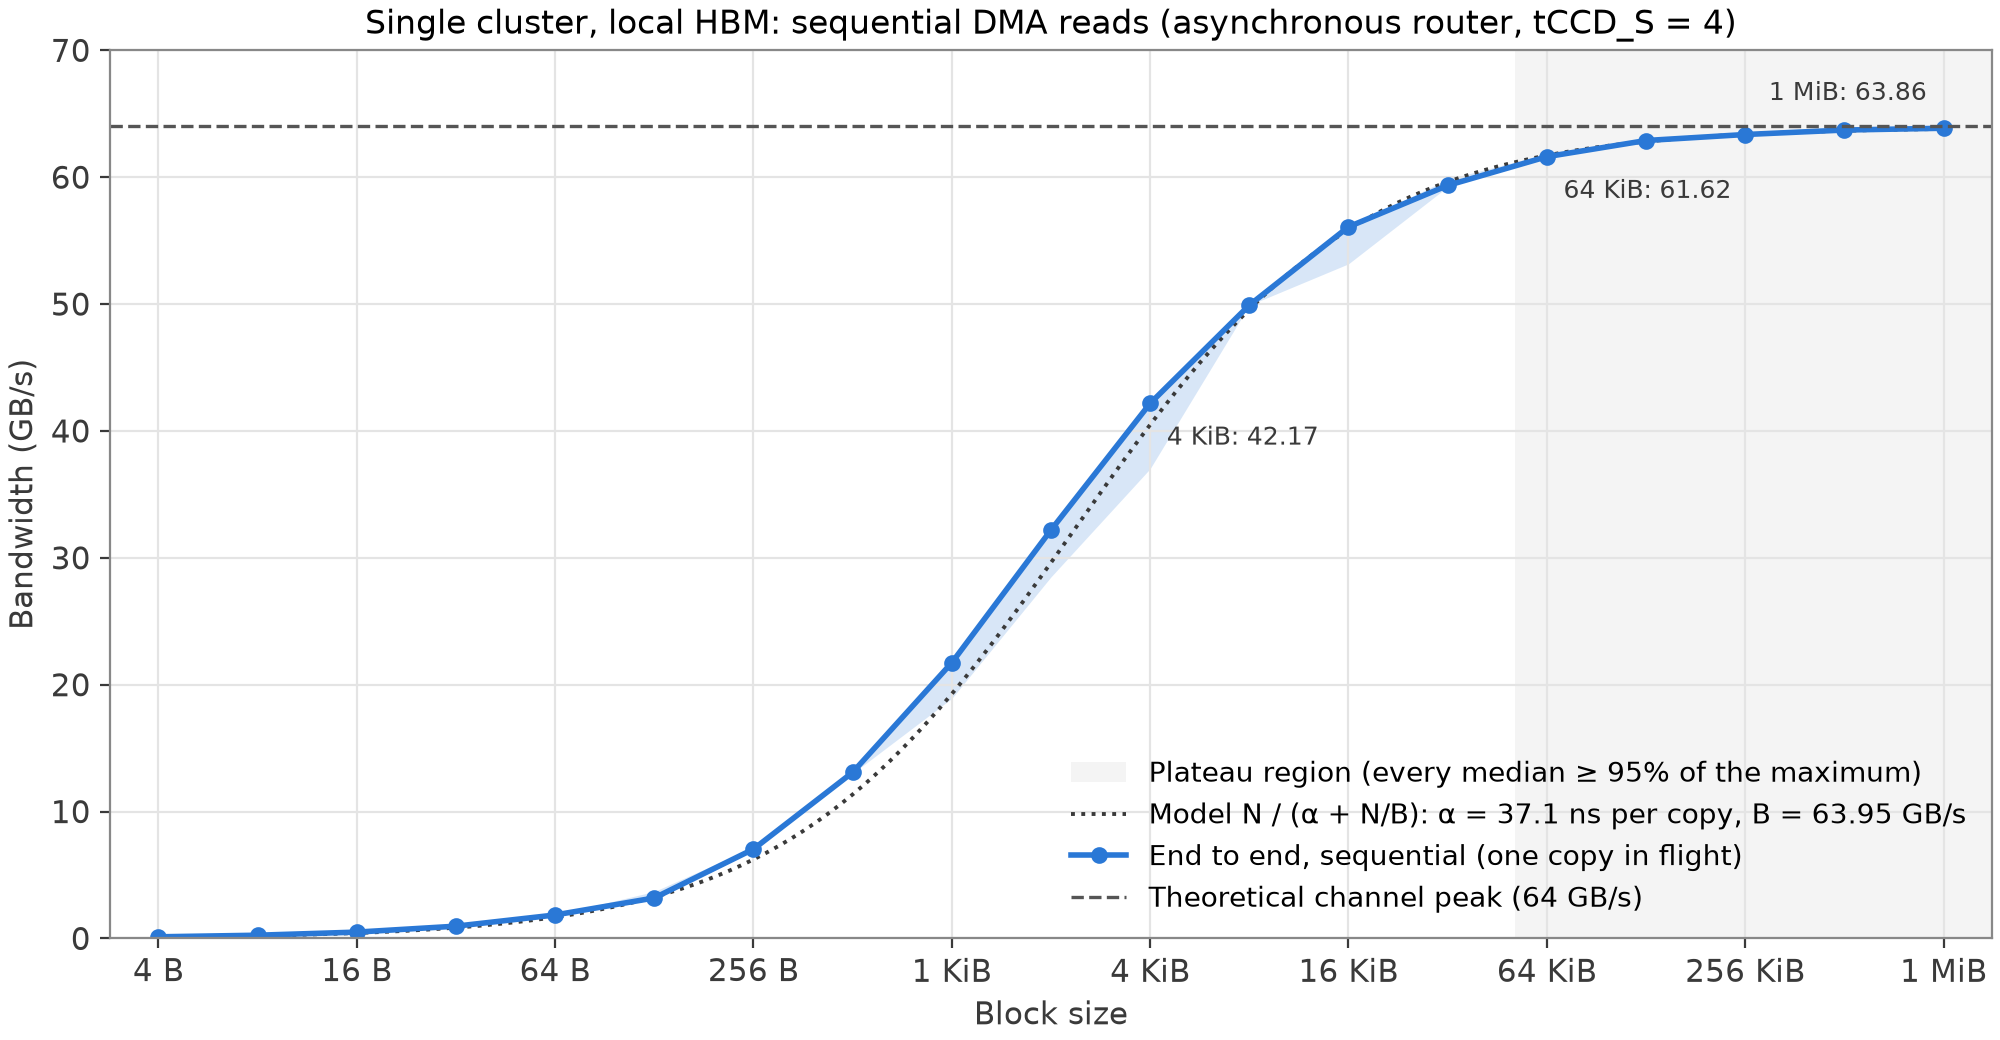 Single cluster, local HBM: sequential DMA reads (asynchronous router, tCCD_S = 4)
70
60
50
40
30
20
10
0
Bandwidth (GB/s)
1 MiB: 63.86
64 KiB: 61.62
4 KiB: 42.17
Plateau region (every median ≥ 95% of the maximum)
Model N / (α + N/B): α = 37.1 ns per copy, B = 63.95 GB/s
End to end, sequential (one copy in flight)
Theoretical channel peak (64 GB/s)
4 B 16 B 64 B 256 B 1 KiB 4 KiB 16 KiB 64 KiB 256 KiB 1 MiB
Block size